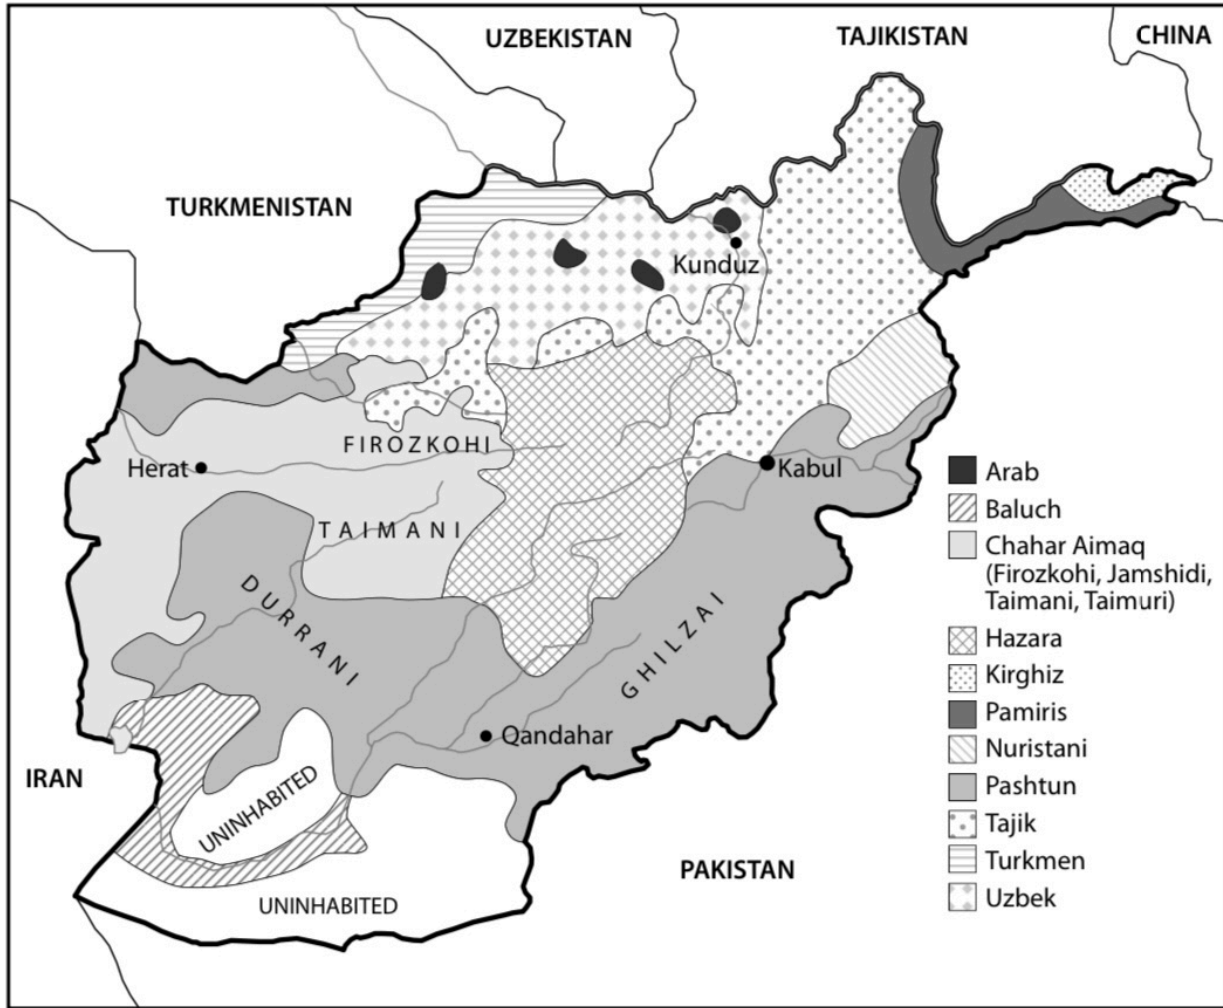 UZBEKISTAN
TAJIKISTAN
CHINA
TURKMENISTAN
Kunduz
FIROZKOHI
Herat
Kabul
TAIMANI
DURRANI
GHILZAI
Qandahar
IRAN
UNINHABITED
UNINHABITED
PAKISTAN
Arab
Baluch
Chahar Aimaq
(Firozkohi, Jamshidi,
Taimani, Taimuri)
Hazara
Kirghiz
Pamiris
Nuristani
Pashtun
Tajik
Turkmen
Uzbek